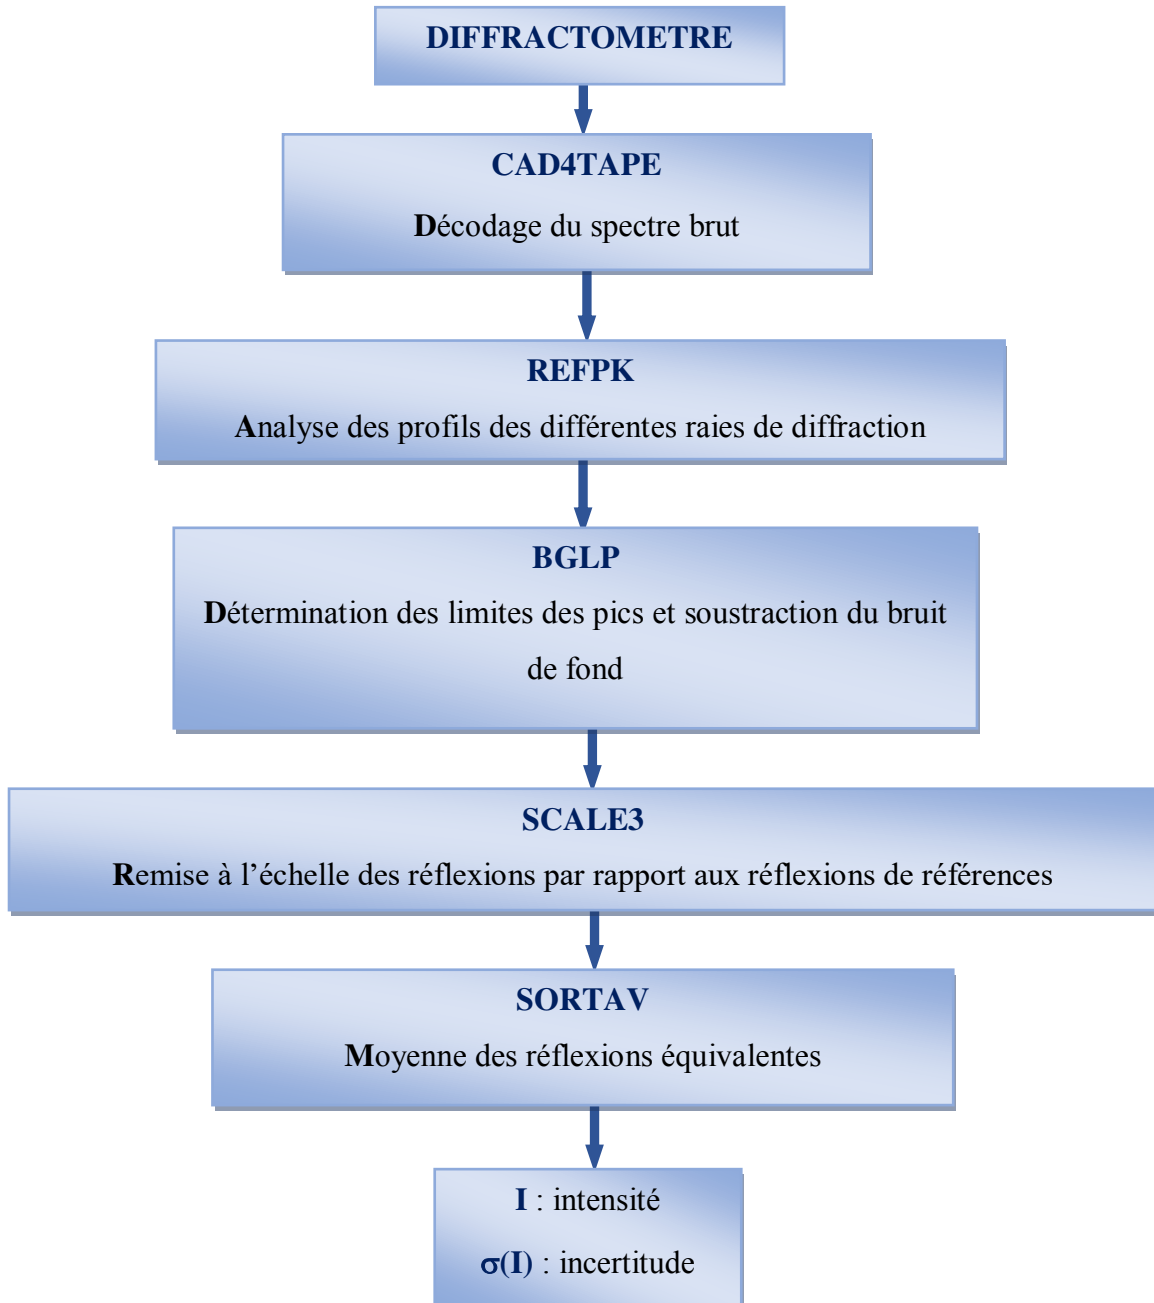 DIFFRACTOMETRE
CAD4TAPE
Décodage du spectre brut
REFPK
Analyse des profils des différentes raies de diffraction
BGLP
Détermination des limites des pics et soustraction du bruit
de fond
SCALE3
Remise à l’échelle des réflexions par rapport aux réflexions de références
SORTAV
Moyenne des réflexions équivalentes
I : intensité
σ(I) : incertitude